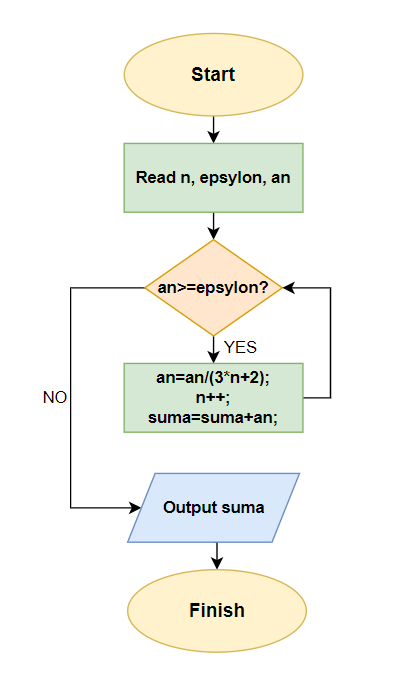 Start
Read n, epsylon, an
an>=epsylon?
YES
an=an/(3*n+2);
n++;
suma=suma+an;
NO
Output suma
Finish